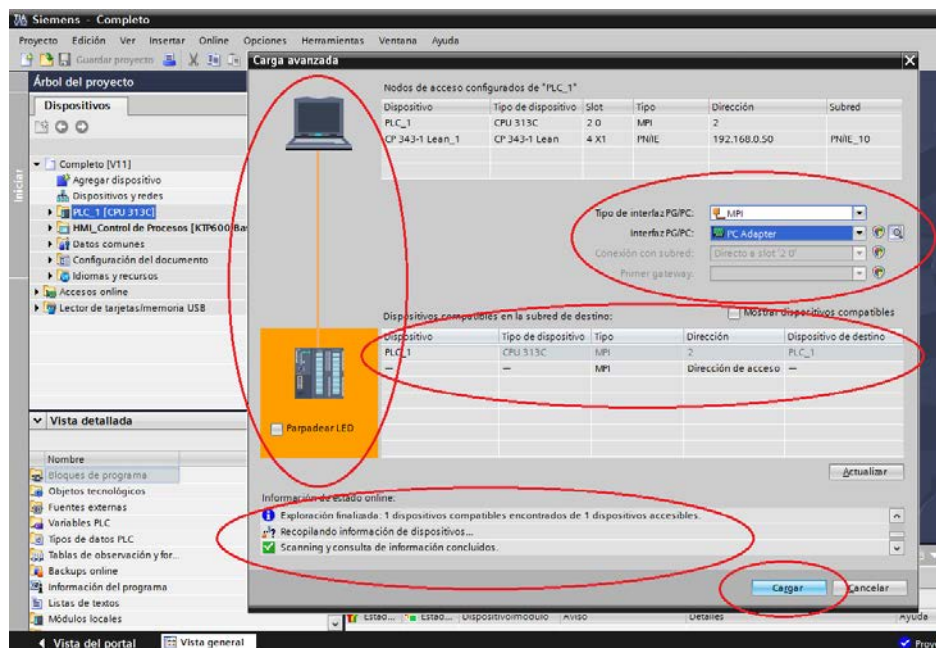 Siemens - Completo
Proyecto Edición Ver Insertar Online Opciones Herramientas Ventana Ayuda
Guardar proyecto
Carga avanzada
Árbol del proyecto
Dispositivos
Iniciar
Completo [V11]
Agregar dispositivo
Dispositivos y redes
PLC_1 [CPU 313C]
HMI_Control de Procesos [KTP600 Bas
Datos comunes
Configuración del documento
Idiomas y recursos
Accesos online
Lector de tarjetas/memoria USB
Nodos de acceso configurados de "PLC_1"
Dispositivo Tipo de dispositivo Slot Tipo Dirección Subred
PLC_1 CPU 313C 2 0 MPI 2
CP 343-1 Lean_1 CP 343-1 Lean 4 X1 PN/IE 192.168.0.50 PN/IE_10
Tipo de interfaz PG/PC: MPI
Interfaz PG/PC: PC Adapter
Conexión con subred: Directo a slot '2 0'
Primer gateway:
Dispositivos compatibles en la subred de destino: Mostrar dispositivos compatibles
Dispositivo Tipo de dispositivo Tipo Dirección Dispositivo de destino
PLC_1 CPU 313C MPI 2 PLC_1
— — MPI Dirección de acceso —
Parpadear LED
Actualizar
Información de estado online:
Exploración finalizada: 1 dispositivos compatibles encontrados de 1 dispositivos accesibles.
Recopilando información de dispositivos...
Scanning y consulta de información concluidos.
Cargar Cancelar
Vista detallada
Nombre
Bloques de programa
Objetos tecnológicos
Fuentes externas
Variables PLC
Tipos de datos PLC
Tablas de observación y for...
Backups online
Información del programa
Listas de textos
Módulos locales
Estao... Estao... Dispositivo/módulo Aviso Detalles Ayuda
Vista del portal Vista general Proye